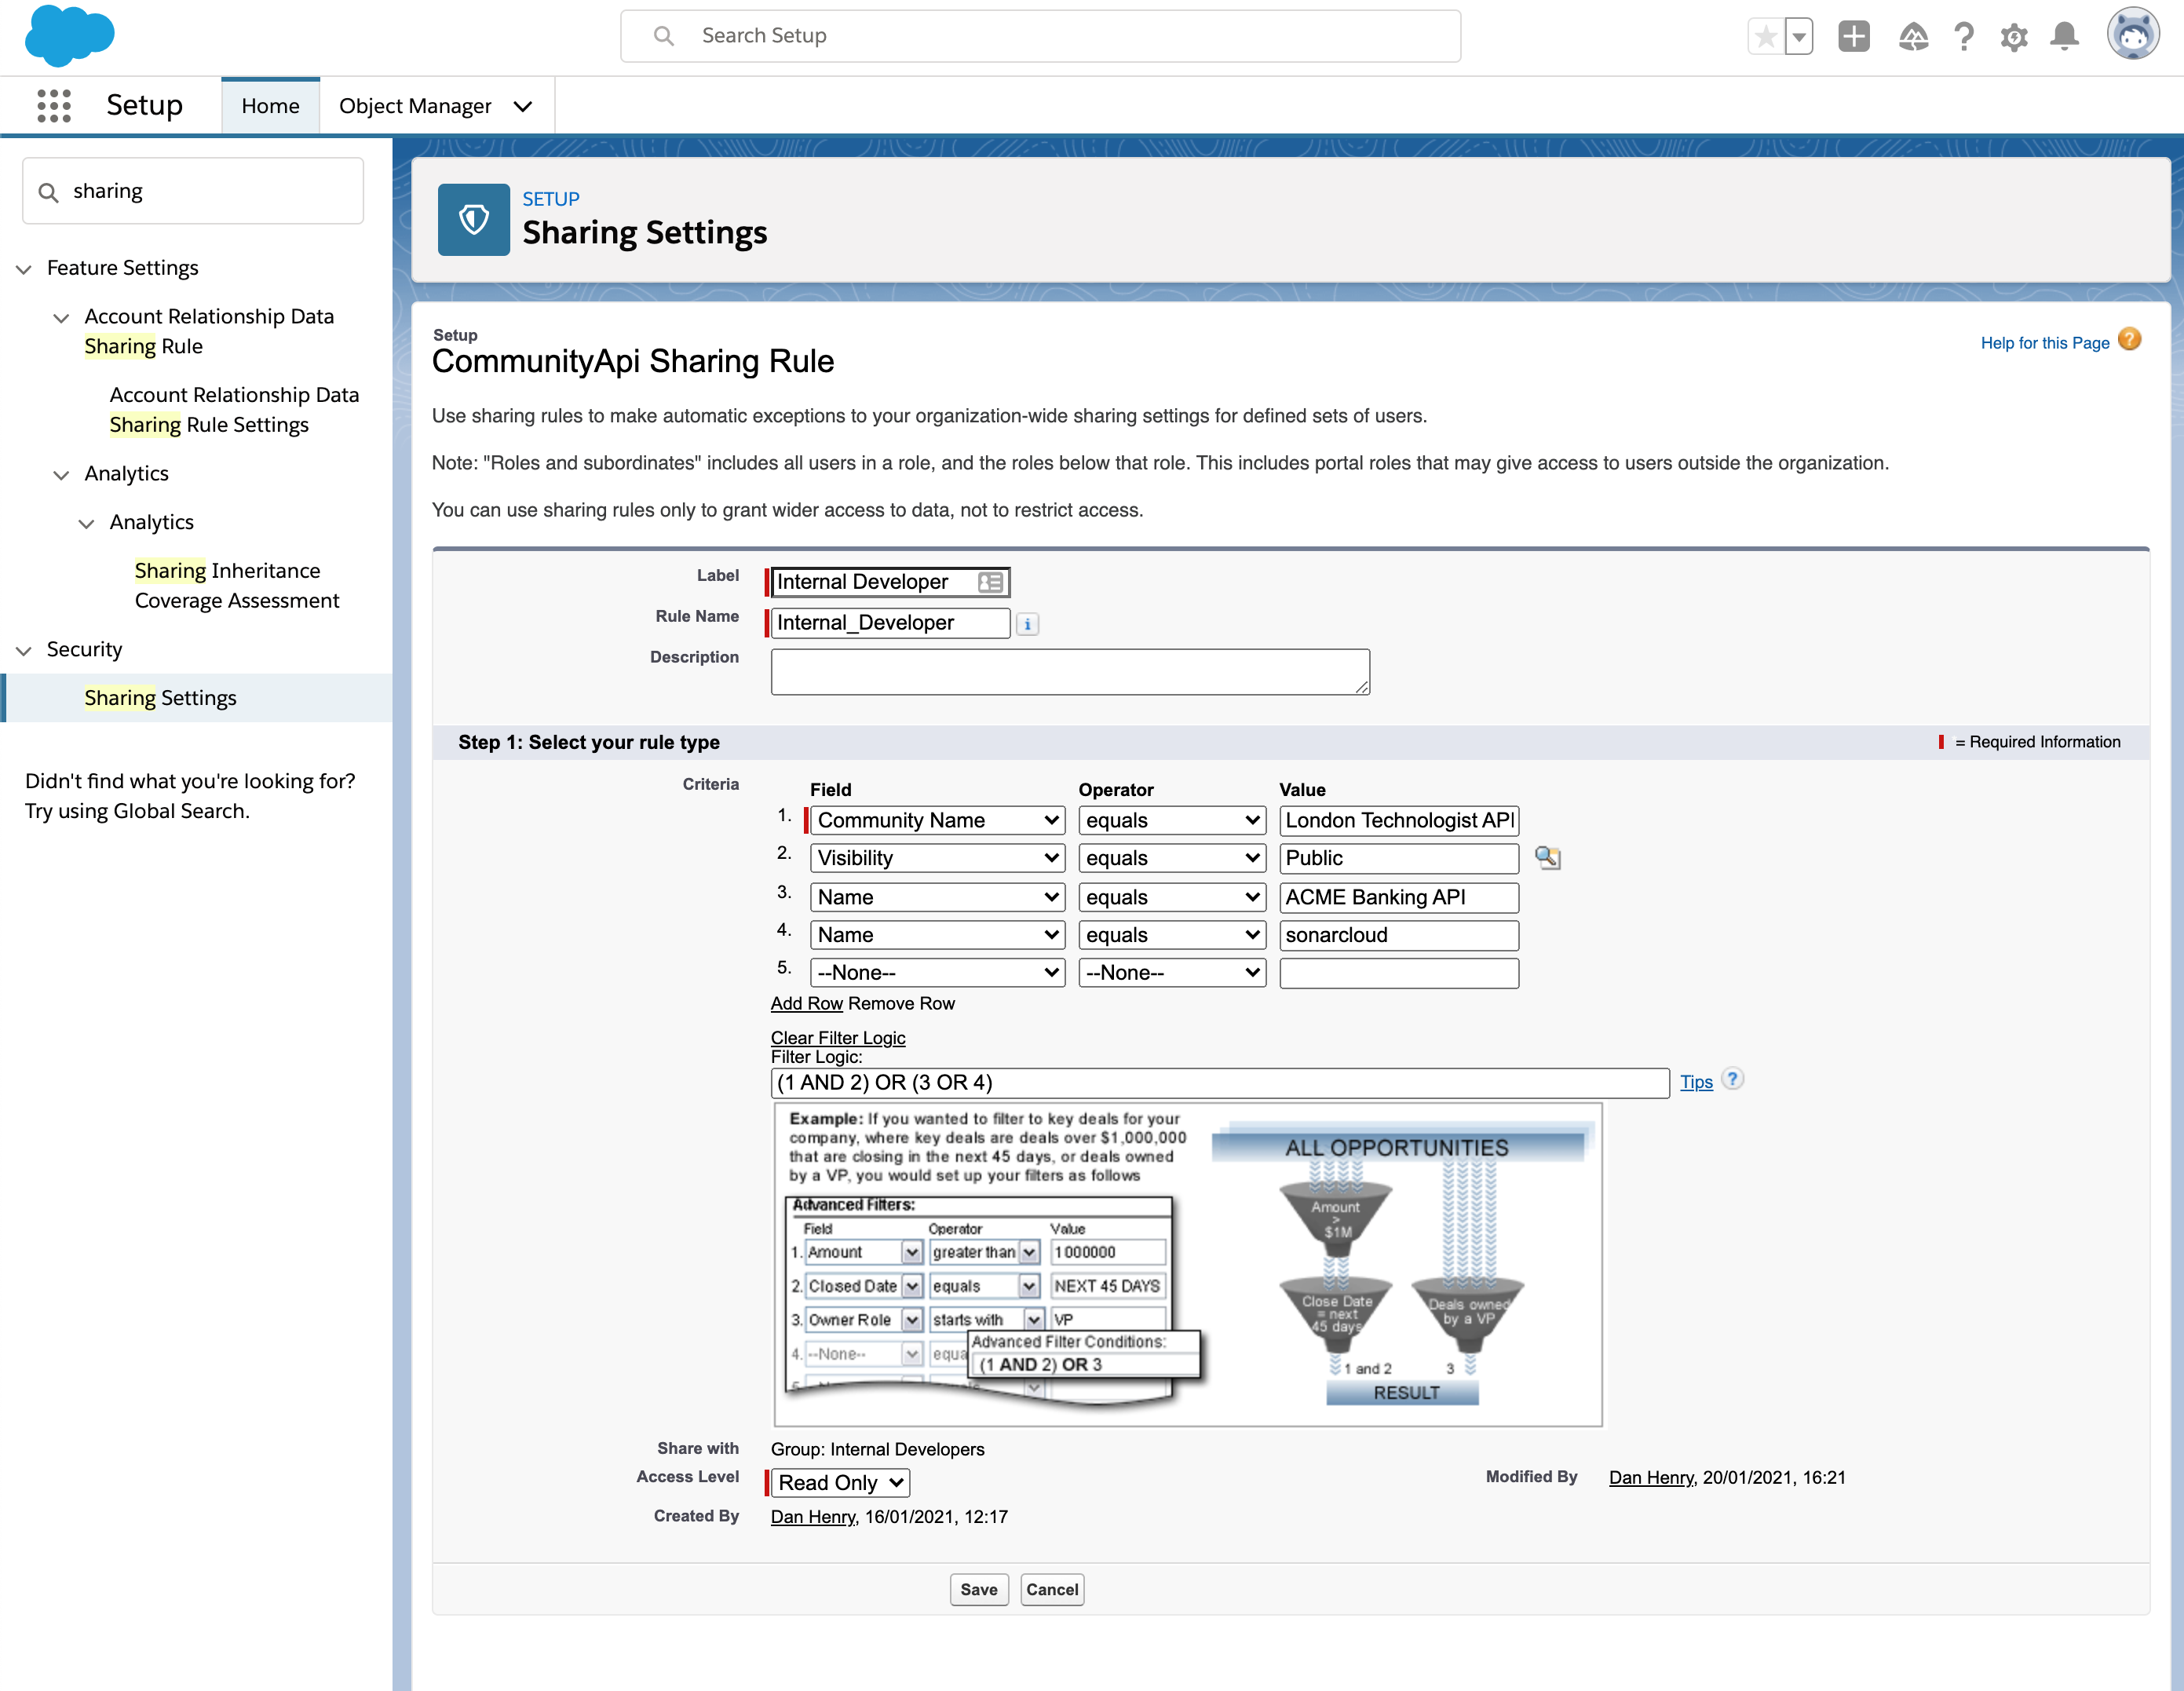 Search Setup
Setup
Home
Object Manager
sharing
Feature Settings
Account Relationship Data
Sharing Rule
Account Relationship Data
Sharing Rule Settings
Analytics
Analytics
Sharing Inheritance
Coverage Assessment
Security
Sharing Settings
Didn't find what you're looking for?
Try using Global Search.
SETUP
Sharing Settings
Setup
CommunityApi Sharing Rule
Help for this Page
Use sharing rules to make automatic exceptions to your organization-wide sharing settings for defined sets of users.
Note: "Roles and subordinates" includes all users in a role, and the roles below that role. This includes portal roles that may give access to users outside the organization.
You can use sharing rules only to grant wider access to data, not to restrict access.
Label Internal Developer
Rule Name Internal_Developer
Description
Step 1: Select your rule type = Required Information
Criteria
Field Operator Value
1. Community Name equals London Technologist API
2. Visibility equals Public
3. Name equals ACME Banking API
4. Name equals sonarcloud
5. --None-- --None--
Add Row Remove Row
Clear Filter Logic
Filter Logic:
(1 AND 2) OR (3 OR 4) Tips
Example: If you wanted to filter to key deals for your
company, where key deals are deals over $1,000,000
that are closing in the next 45 days, or deals owned
by a VP, you would set up your filters as follows
Advanced Filters:
Field Operator Value
1. Amount greater than 1000000
2. Closed Date equals NEXT 45 DAYS
3. Owner Role starts with VP
4. --None-- equa
Advanced Filter Conditions:
(1 AND 2) OR 3
ALL OPPORTUNITIES
Amount
>
$1M
Close Date
= next
45 days
Deals owned
by a VP
1 and 2 3
RESULT
Share with Group: Internal Developers
Access Level Read Only
Modified By Dan Henry, 20/01/2021, 16:21
Created By Dan Henry, 16/01/2021, 12:17
Save Cancel